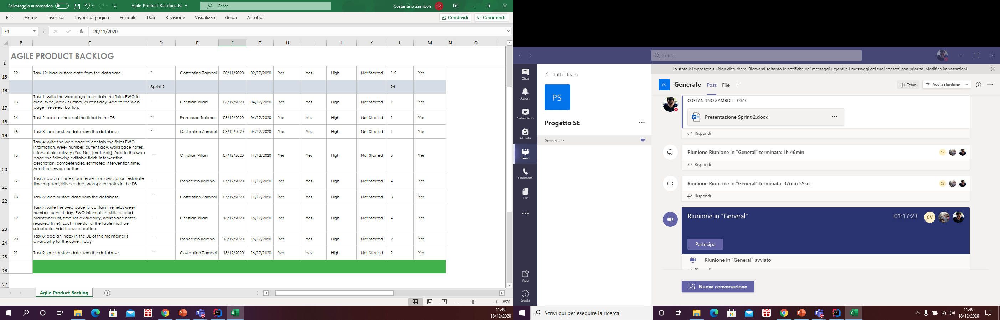 Salvataggio automatico
Agile-Product-Backlog.xlsx
Cerca
Costantino Zamboli
CZ
File Home Inserisci Layout di pagina Formule Dati Revisione Visualizza Guida Acrobat
Condividi
Commenti
F4
fx
20/11/2020
B C D E F G H I J K L M N O
1
AGILE PRODUCT BACKLOG
15 12 Task 12: load or store data from the database "" Costantino Zamboli 30/11/2020 02/12/2020 Yes Yes High Not Started 1,5 Yes
16 Sprint 2 24
17 13 Task 1: write the web page to contain the fields EWO-id,
area, type, week number, current day. Add to the web
page the select button.
" " Christian Villani 03/12/2020 04/12/2020 Yes Yes High Not Started 1 Yes
18 14 Task 2: add an index of the ticket in the DB. " " Francesco Troiano 03/12/2020 04/12/2020 Yes Yes High Not Started 1 Yes
19 15 Task 3: load or store data from the database " " Costantino Zamboli 03/12/2020 04/12/2020 Yes Yes High Not Started 1 Yes
20 16 Task 4: write the web page to contain the fields EWO
information, week number, current day, workspace notes,
interruptible activity (Yes, No), [materials]. Add to the web
page the following editable fields: intervention
description, competencies, estimated intervention time.
Add the forward button.
" " Christian Villani 07/12/2020 11/12/2020 Yes Yes High Not Started 6 Yes
21 17 Task 5: add an index for intervention description, estimate
time required, skills needed, workspace notes in the DB
" " Francesco Troiano 07/12/2020 11/12/2020 Yes Yes High Not Started 4 Yes
22 18 Task 6: load or store data from the database " " Costantino Zamboli 07/12/2020 11/12/2020 Yes Yes High Not Started 3 Yes
23 19 Task 7: write the web page to contain the fields week
number, current day, EWO information, skills needed,
maintainers list, time slot availability, workspace notes,
required time). Each time slot of the table must be
selectable. Add the send button.
" " Christian Villani 13/12/2020 16/12/2020 Yes Yes High Not Started 4 Yes
24 20 Task 8: add an index in the DB of the maintainer's
availability for the current day
" " Francesco Troiano 13/12/2020 16/12/2020 Yes Yes High Not Started 2 Yes
25 21 Task 9: load or store data from the database " " Costantino Zamboli 13/12/2020 16/12/2020 Yes Yes High Not Started 2 Yes
26
27
Agile Product Backlog
85%
11:49
18/12/2020
Cerca
Lo stato è impostato su Non disturbare. Riceverai soltanto le notifiche dei messaggi urgenti e i messaggi dei tuoi contatti con priorità. Modifica impostazioni.
Chat
Azioni
Calendario
Attività
Team
Chiamate
File
App
Guida
Tutti i team
PS
Progetto SE
Generale
PS
Generale Post File
Team
Avvia riunione
COSTANTINO ZAMBOLI 00:16
Presentazione Sprint 2.docx
Rispondi
Riunione Riunione in "General" terminata: 1h 46min
CV
Rispondi
Riunione Riunione in "General" terminata: 37min 59sec
CV
Rispondi
Riunione in "General" 01:17:23
CV
Partecipa
Riunione in "General" avviato
Nuova conversazione
Scrivi qui per eseguire la ricerca
11:49
18/12/2020